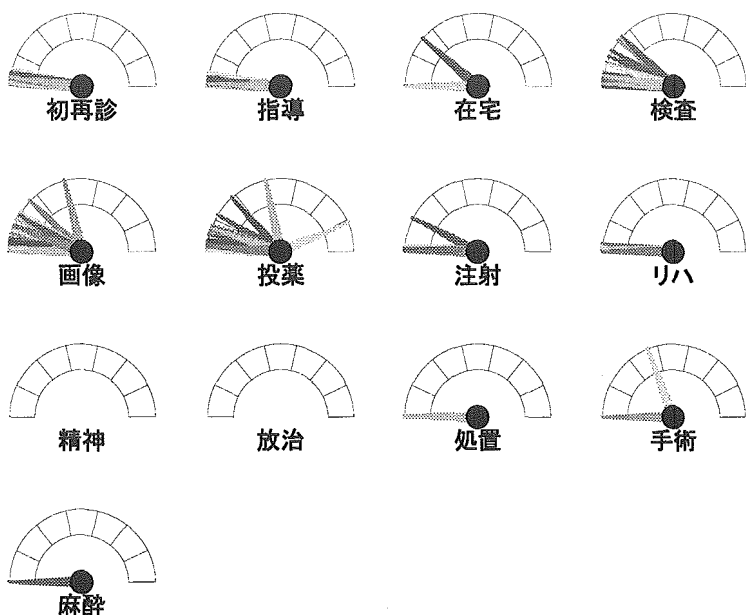 初再診
指導
在宅
検査
画像
投薬
注射
リハ
精神
放治
処置
手術
麻酔